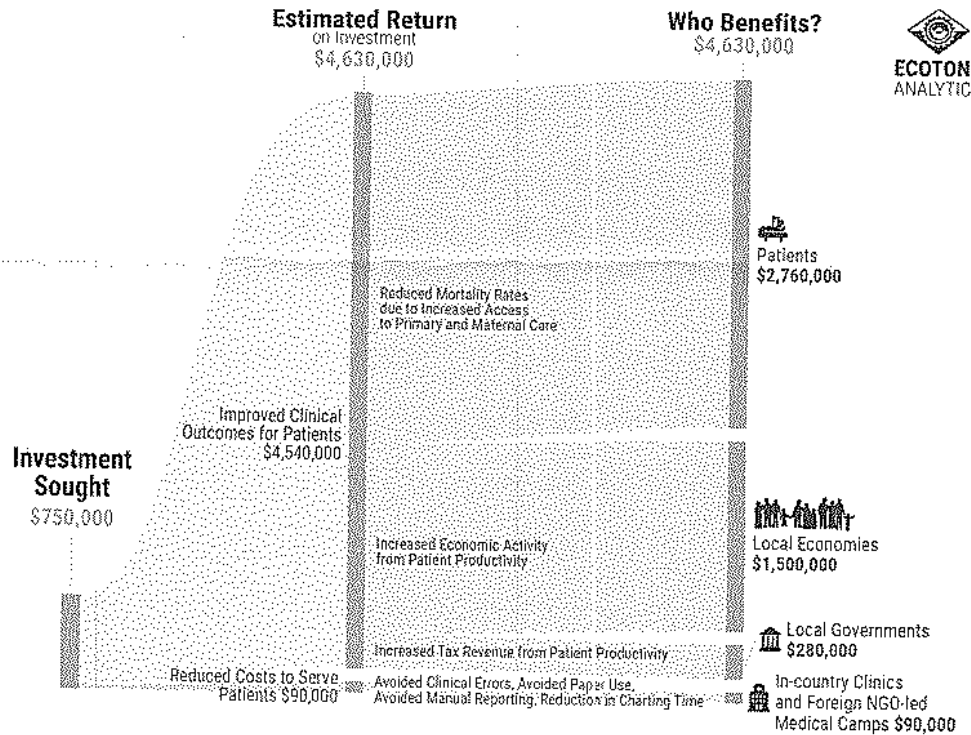 Estimated Return
on Investment
$4,630,000
Who Benefits?
$4,630,000
ECOTON
ANALYTIC
Patients
$2,760,000
Reduced Mortality Rates
due to Increased Access
to Primary and Maternal Care
Improved Clinical
Outcomes for Patients
$4,540,000
Investment
Sought
$750,000
Local Economies
$1,500,000
Increased Economic Activity
from Patient Productivity
Local Governments
$280,000
Increased Tax Revenue from Patient Productivity
Reduced Costs to Serve
Patients $90,000
Avoided Clinical Errors, Avoided Paper Use,
Avoided Manual Reporting, Reduction in Charting Time
In-country Clinics
and Foreign NGO-led
Medical Camps $90,000